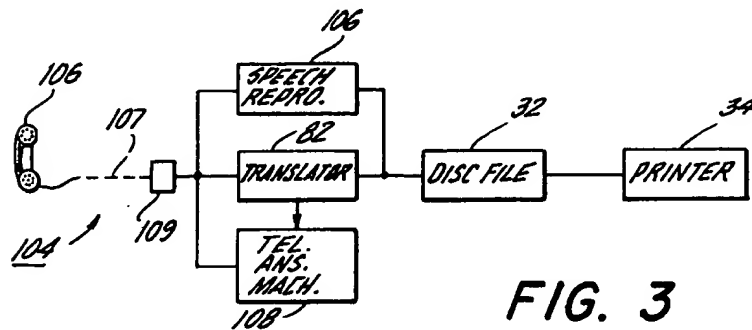 106
SPEECH
REPRO.
106
107
109
104
82
TRANSLATOR
TEL.
ANS.
MACH.
108
32
DISC FILE
34
PRINTER
FIG. 3